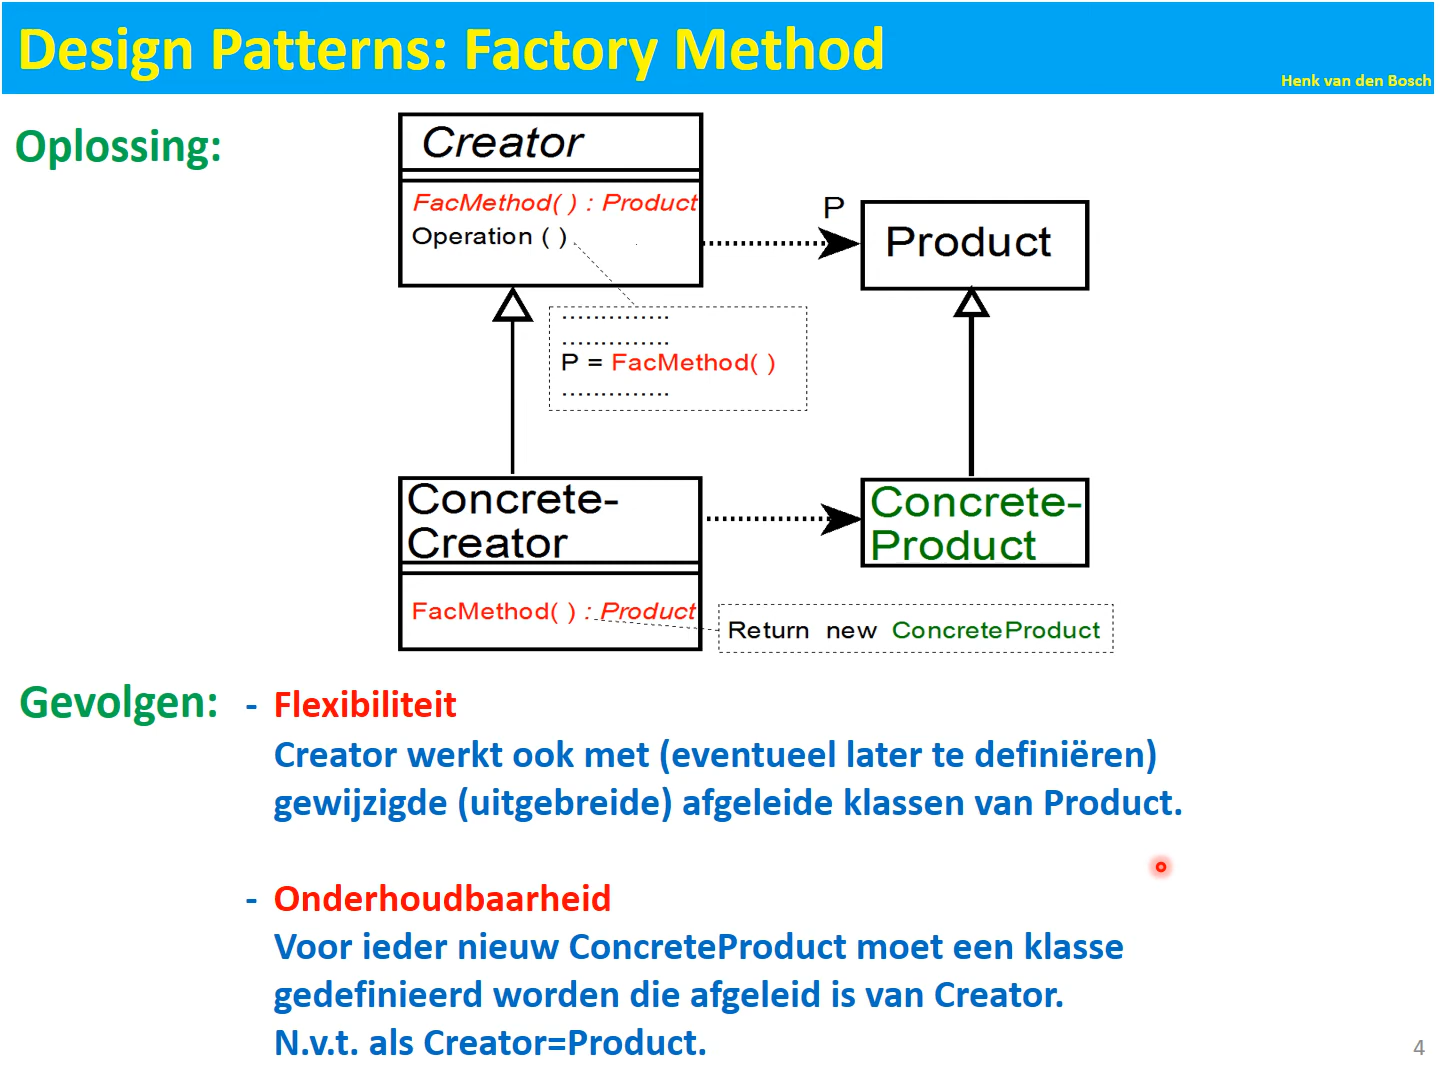 Design Patterns: Factory Method
Henk van den Bosch
Oplossing:
Creator
FacMethod( ) : Product
Operation ( )
P
Product
..............
..............
P = FacMethod( )
..............
Concrete-
Creator
FacMethod( ) : Product
Concrete-
Product
Return new ConcreteProduct
Gevolgen:
- Flexibiliteit
Creator werkt ook met (eventueel later te definiëren)
gewijzigde (uitgebreide) afgeleide klassen van Product.
- Onderhoudbaarheid
Voor ieder nieuw ConcreteProduct moet een klasse
gedefinieerd worden die afgeleid is van Creator.
N.v.t. als Creator=Product.
4